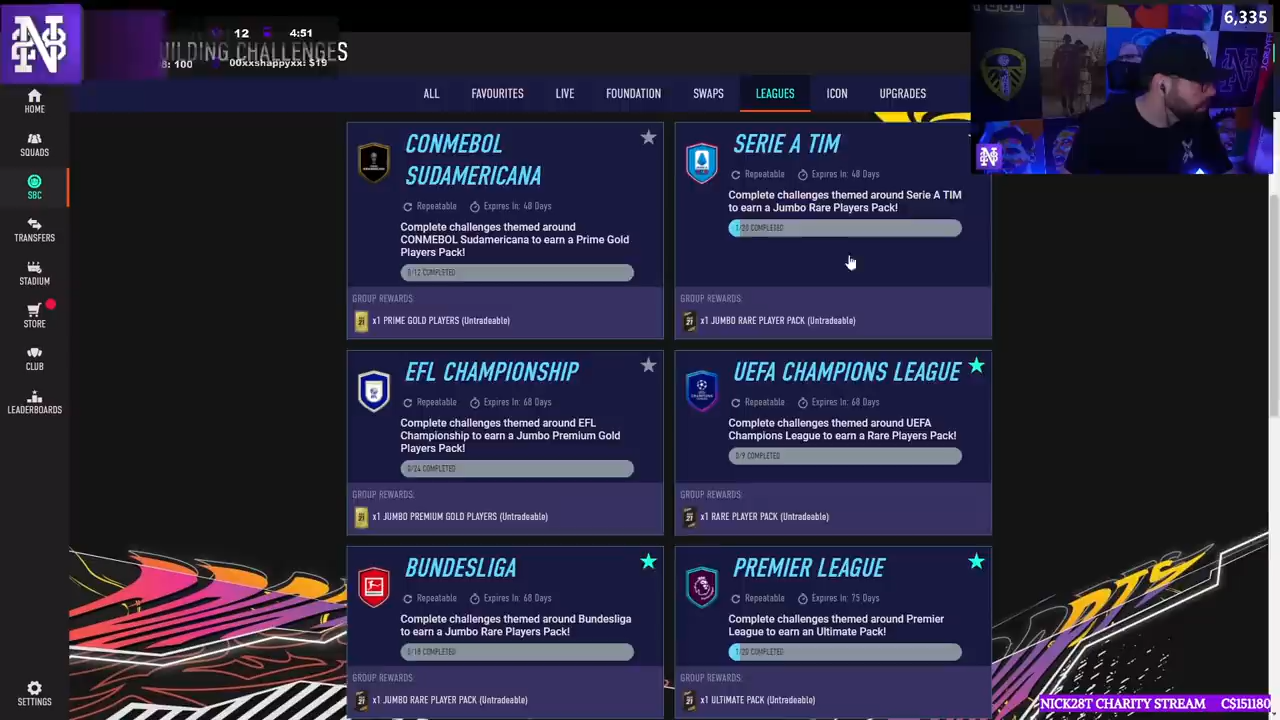 12
4:51
6,335
UILDING CHALLENGES
8: 100
00xxshappyxx: $19
ALL
FAVOURITES
LIVE
FOUNDATION
SWAPS
LEAGUES
ICON
UPGRADES
HOME
SQUADS
SBC
TRANSFERS
STADIUM
STORE
CLUB
LEADERBOARDS
SETTINGS
CONMEBOL
SUDAMERICANA
Repeatable
Expires In: 48 Days
Complete challenges themed around
CONMEBOL Sudamericana to earn a Prime Gold
Players Pack!
0/12 COMPLETED
GROUP REWARDS:
x1 PRIME GOLD PLAYERS (Untradeable)
SERIE A TIM
Repeatable
Expires In: 48 Days
Complete challenges themed around Serie A TIM
to earn a Jumbo Rare Players Pack!
1/20 COMPLETED
GROUP REWARDS:
x1 JUMBO RARE PLAYER PACK (Untradeable)
EFL CHAMPIONSHIP
Repeatable
Expires In: 68 Days
Complete challenges themed around EFL
Championship to earn a Jumbo Premium Gold
Players Pack!
0/24 COMPLETED
GROUP REWARDS:
x1 JUMBO PREMIUM GOLD PLAYERS (Untradeable)
UEFA CHAMPIONS LEAGUE
Repeatable
Expires In: 68 Days
Complete challenges themed around UEFA
Champions League to earn a Rare Players Pack!
0/9 COMPLETED
GROUP REWARDS:
x1 RARE PLAYER PACK (Untradeable)
BUNDESLIGA
Repeatable
Expires In: 68 Days
Complete challenges themed around Bundesliga
to earn a Jumbo Rare Players Pack!
0/18 COMPLETED
GROUP REWARDS:
x1 JUMBO RARE PLAYER PACK (Untradeable)
PREMIER LEAGUE
Repeatable
Expires In: 75 Days
Complete challenges themed around Premier
League to earn an Ultimate Pack!
1/20 COMPLETED
GROUP REWARDS:
x1 ULTIMATE PACK (Untradeable)
NICK28T CHARITY STREAM
C$151180